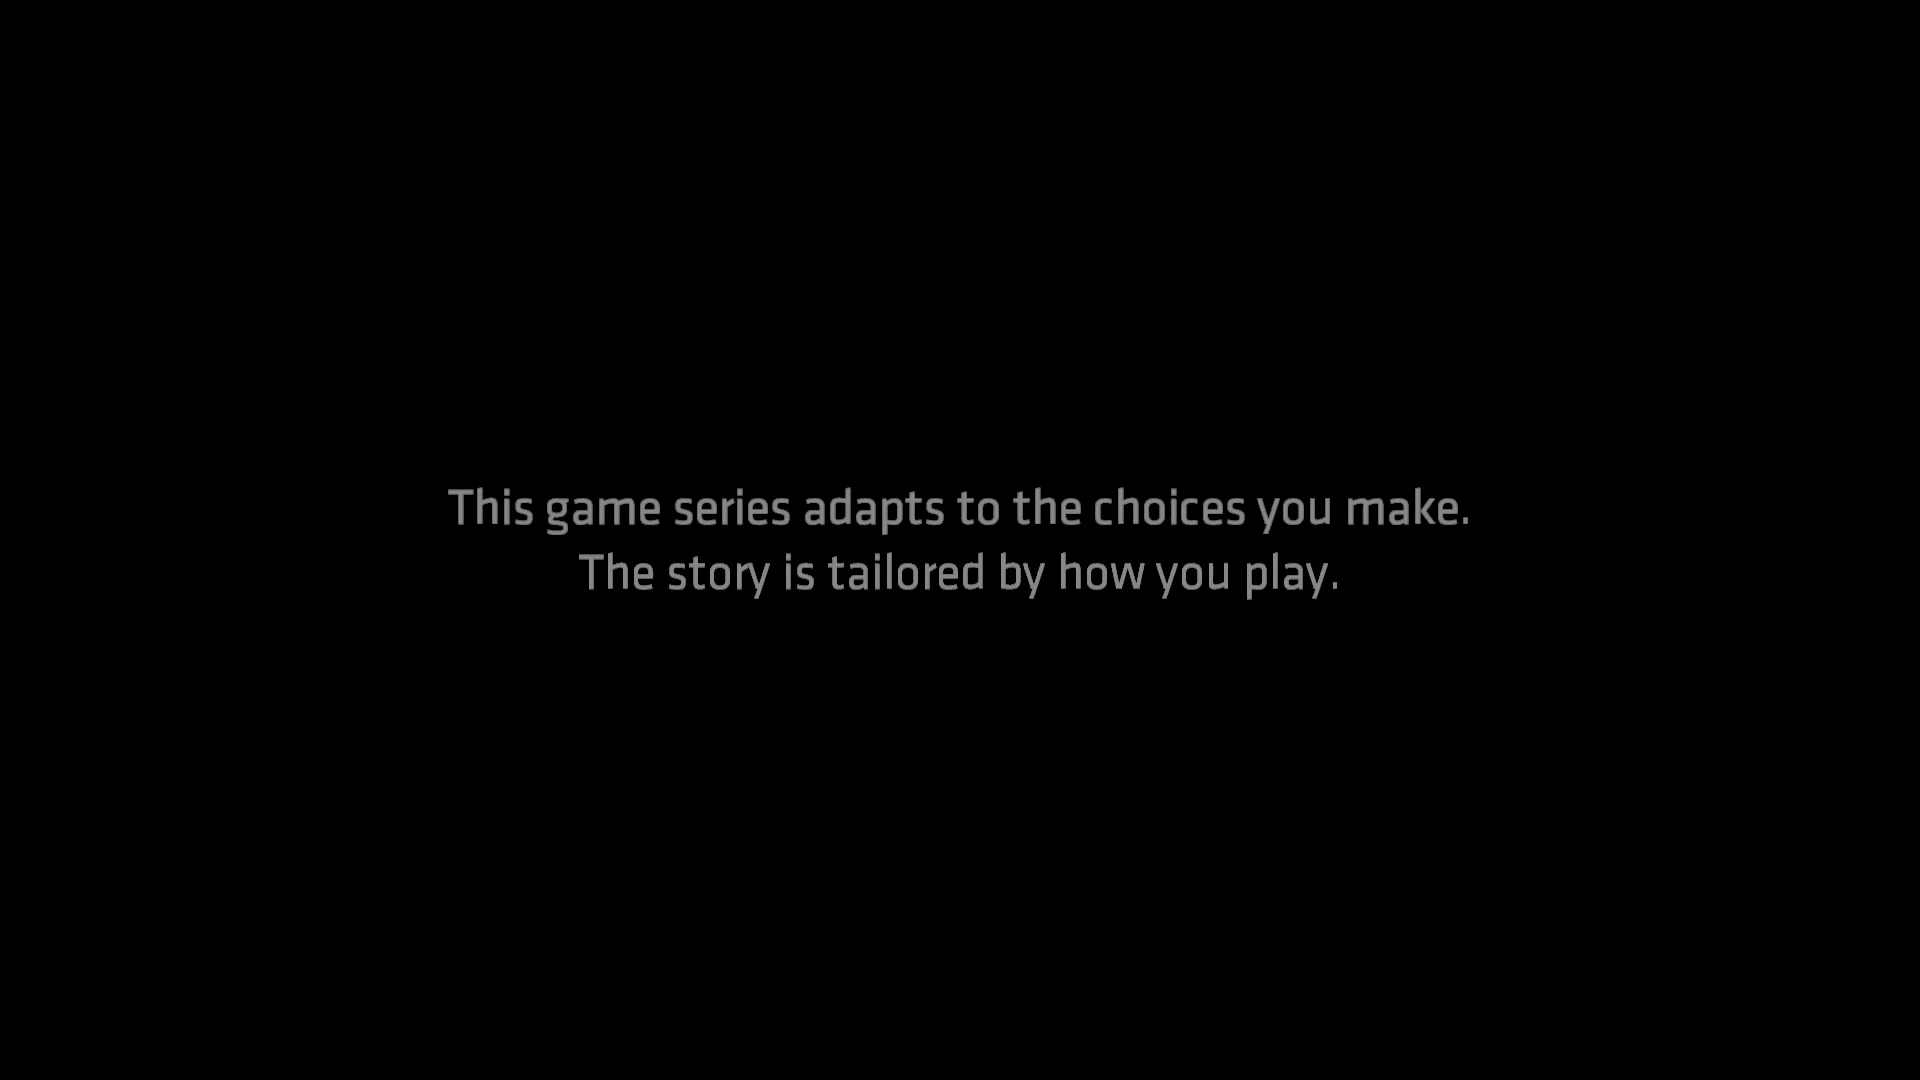 This game series adapts to the choices you make.
The story is tailored by how you play.